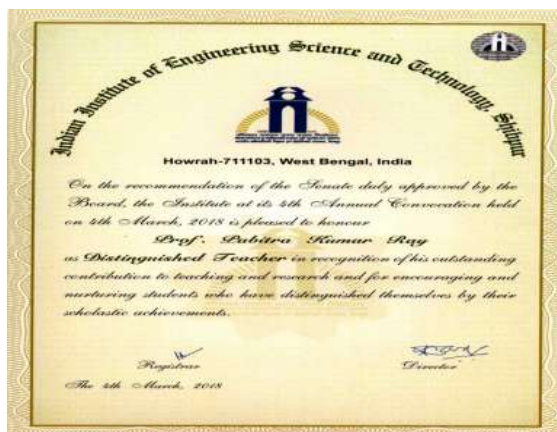 Indian Institute of Engineering Science and Technology, Shibpur
Howrah-711103, West Bengal, India
On the recommendation of the Senate duly approved by the
Board, the Institute at its 4th Annual Convocation held
on 4th March, 2018 is pleased to honour
Prof. Pabitra Kumar Ray
as Distinguished Teacher in recognition of his outstanding
contribution to teaching and research and for encouraging and
nurturing students who have distinguished themselves by their
scholastic achievements.
Registrar Director
The 4th March, 2018